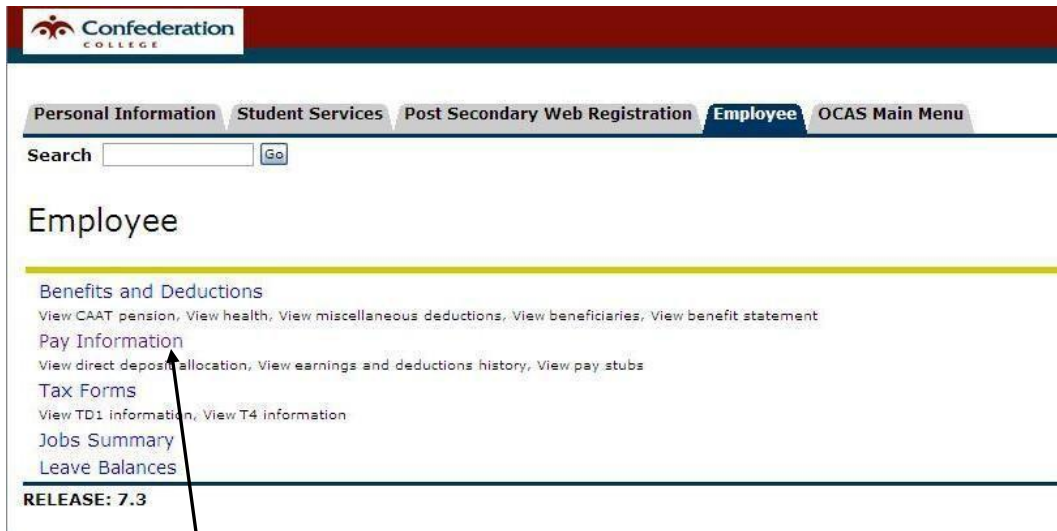 Confederation
COLLEGE
Personal Information Student Services Post Secondary Web Registration Employee OCAS Main Menu
Search Go
Employee
Benefits and Deductions
View CAAT pension, View health, View miscellaneous deductions, View beneficiaries, View benefit statement
Pay Information
View direct deposit allocation, View earnings and deductions history, View pay stubs
Tax Forms
View TD1 information, View T4 information
Jobs Summary
Leave Balances
RELEASE: 7.3